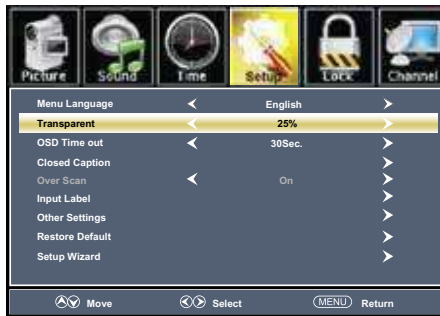 Picture Sound Time Setup Lock Channel
Menu Language English
Transparent 25%
OSD Time out 30Sec.
Closed Caption
Over Scan On
Input Label
Other Settings
Restore Default
Setup Wizard
Move Select MENU Return